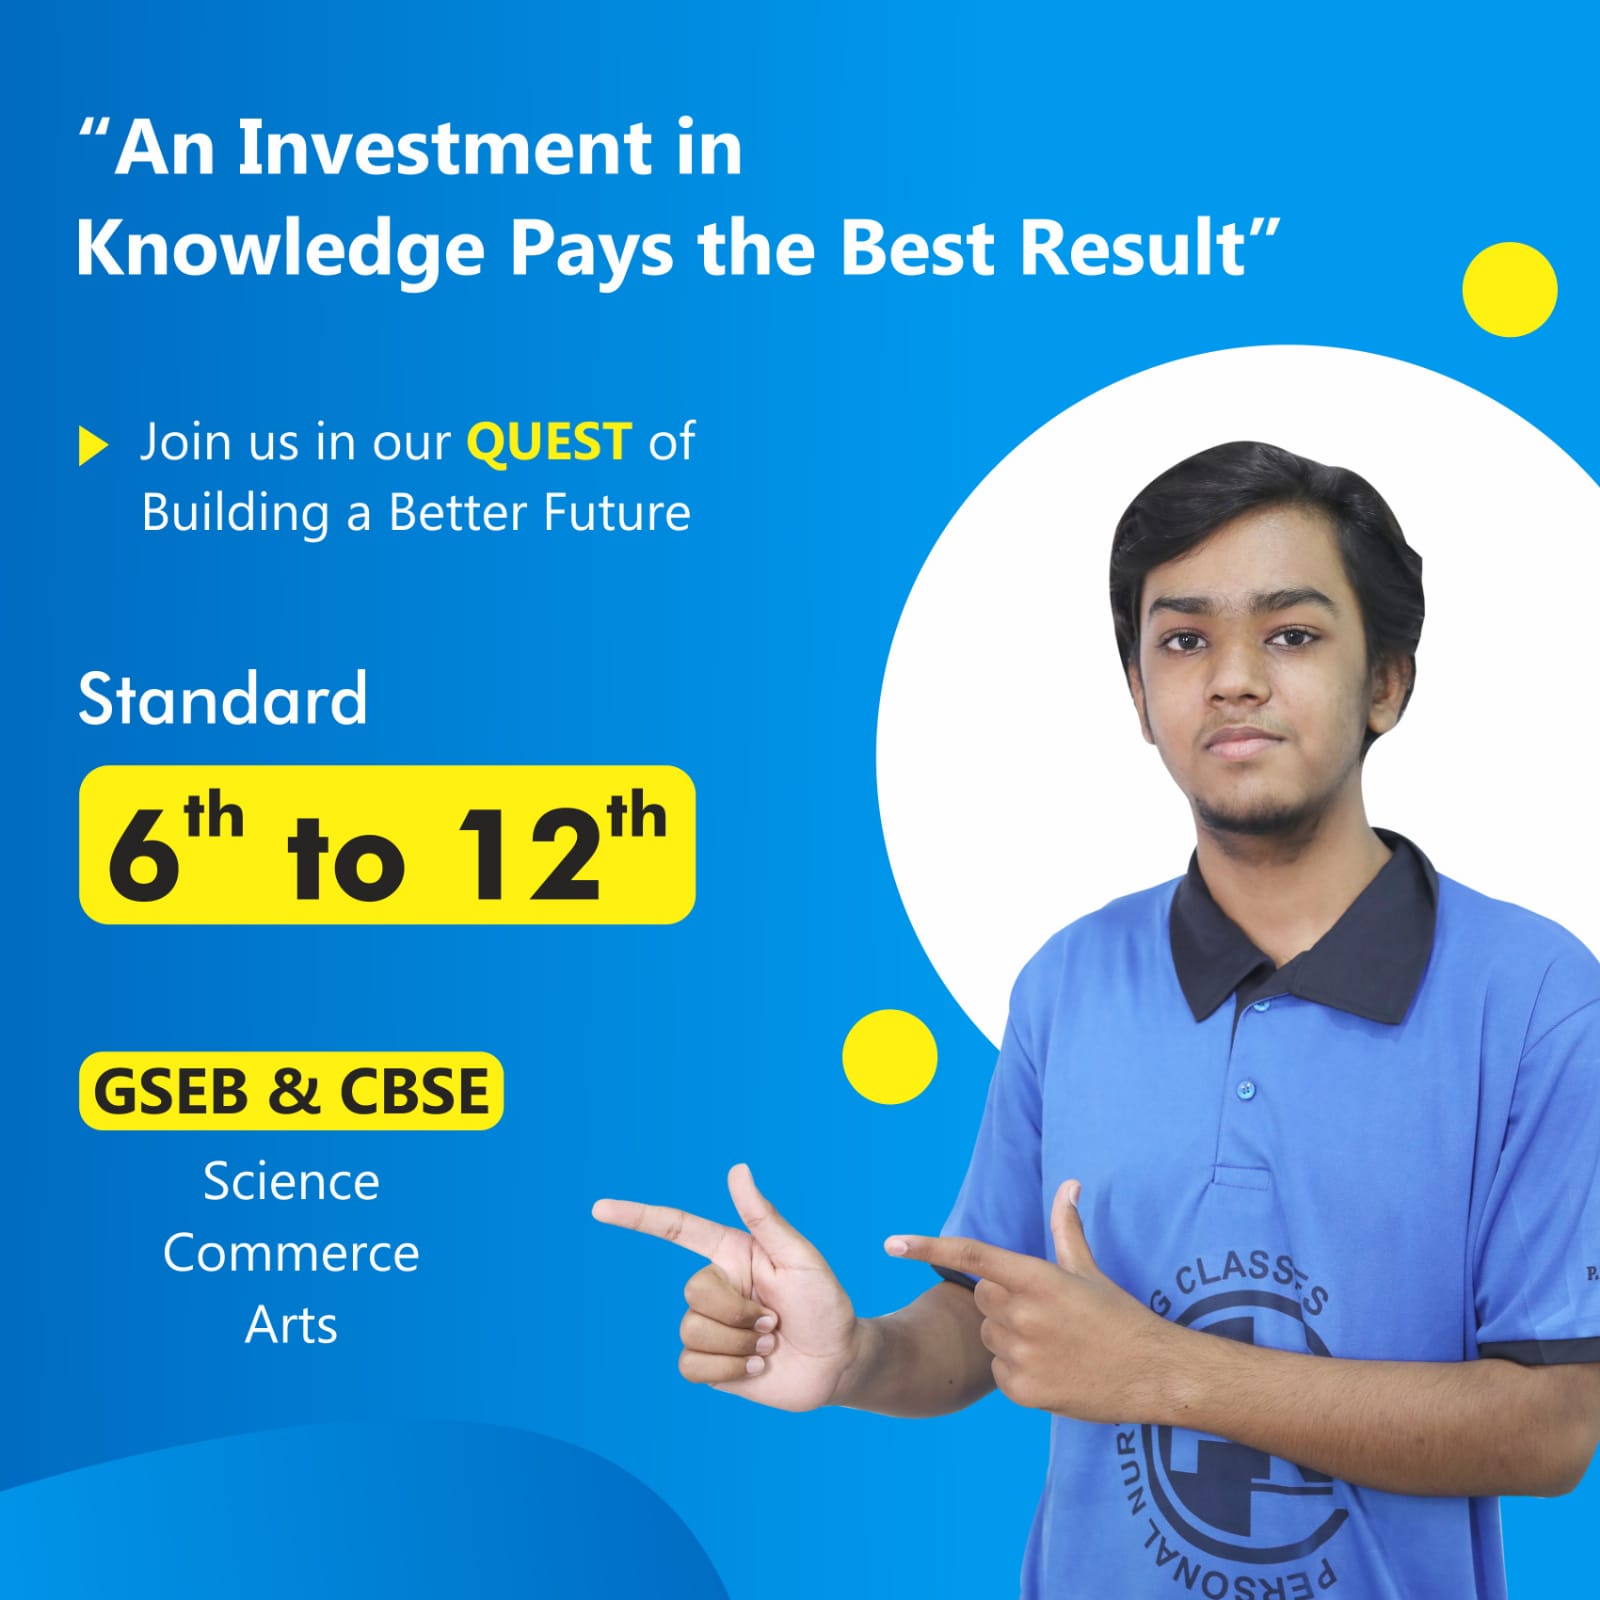 “An Investment in
Knowledge Pays the Best Result”
Join us in our QUEST of
Building a Better Future
Standard
6th to 12th
GSEB & CBSE
Science
Commerce
Arts
CLASSES
PERSONAL
P.